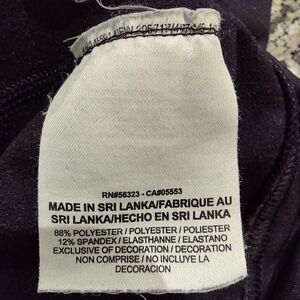 RN#56323 - CA#05553
MADE IN SRI LANKA/FABRIQUE AU
SRI LANKA/HECHO EN SRI LANKA
88% POLYESTER / POLYESTER / POLIESTER
12% SPANDEX / ELASTHANNE / ELASTANO
EXCLUSIVE OF DECORATION / DECORATION
NON COMPRISE / NO INCLUYE LA
DECORACION